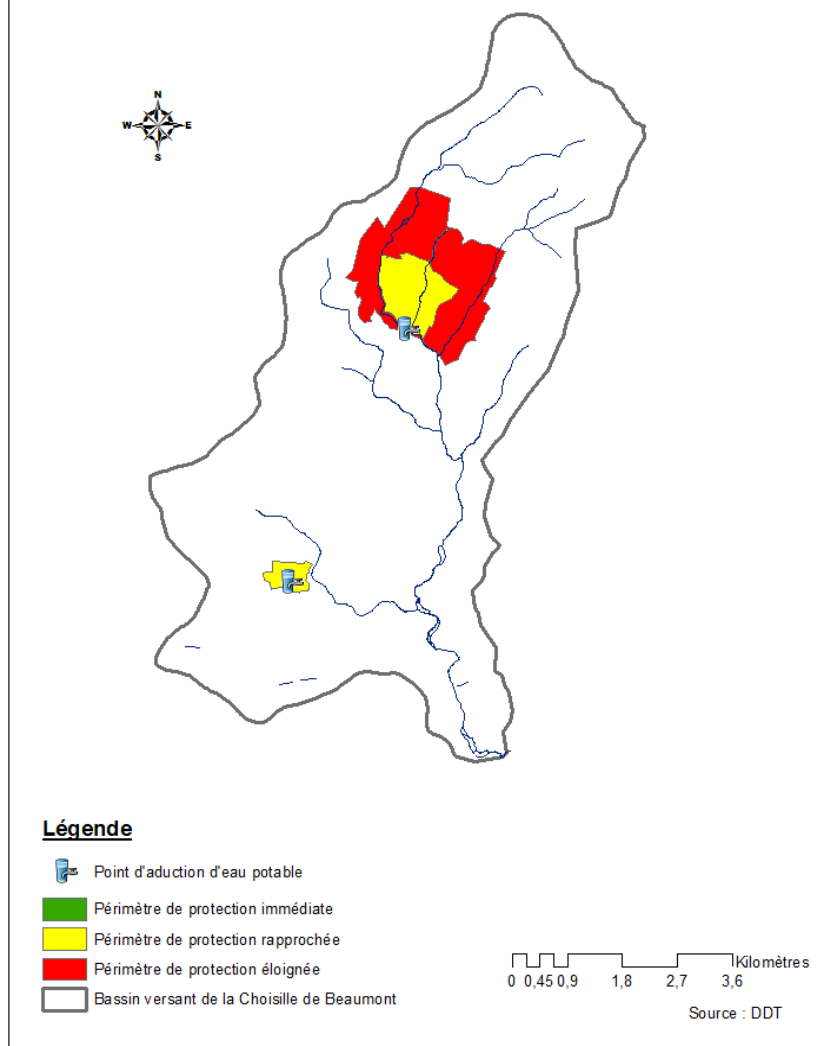 N
W E
S
Légende
Point d'aduction d'eau potable
Périmètre de protection immédiate
Périmètre de protection rapprochée
Périmètre de protection éloignée
Bassin versant de la Choisille de Beaumont
Kilomètres
0 0,45 0,9 1,8 2,7 3,6
Source : DDT